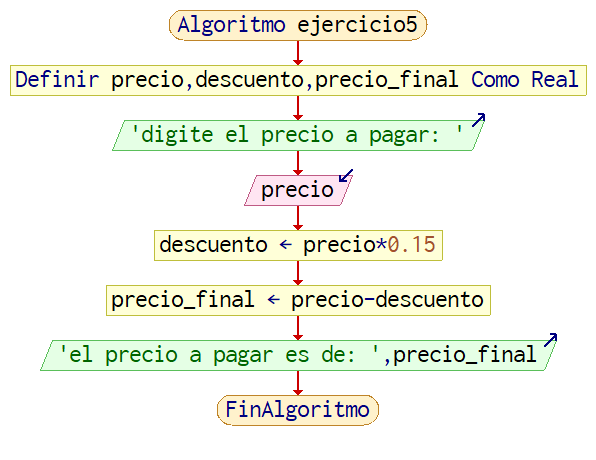 Algoritmo ejercicio5
Definir precio,descuento,precio_final Como Real
'digite el precio a pagar: '
precio
descuento ← precio*0.15
precio_final ← precio-descuento
'el precio a pagar es de: ',precio_final
FinAlgoritmo